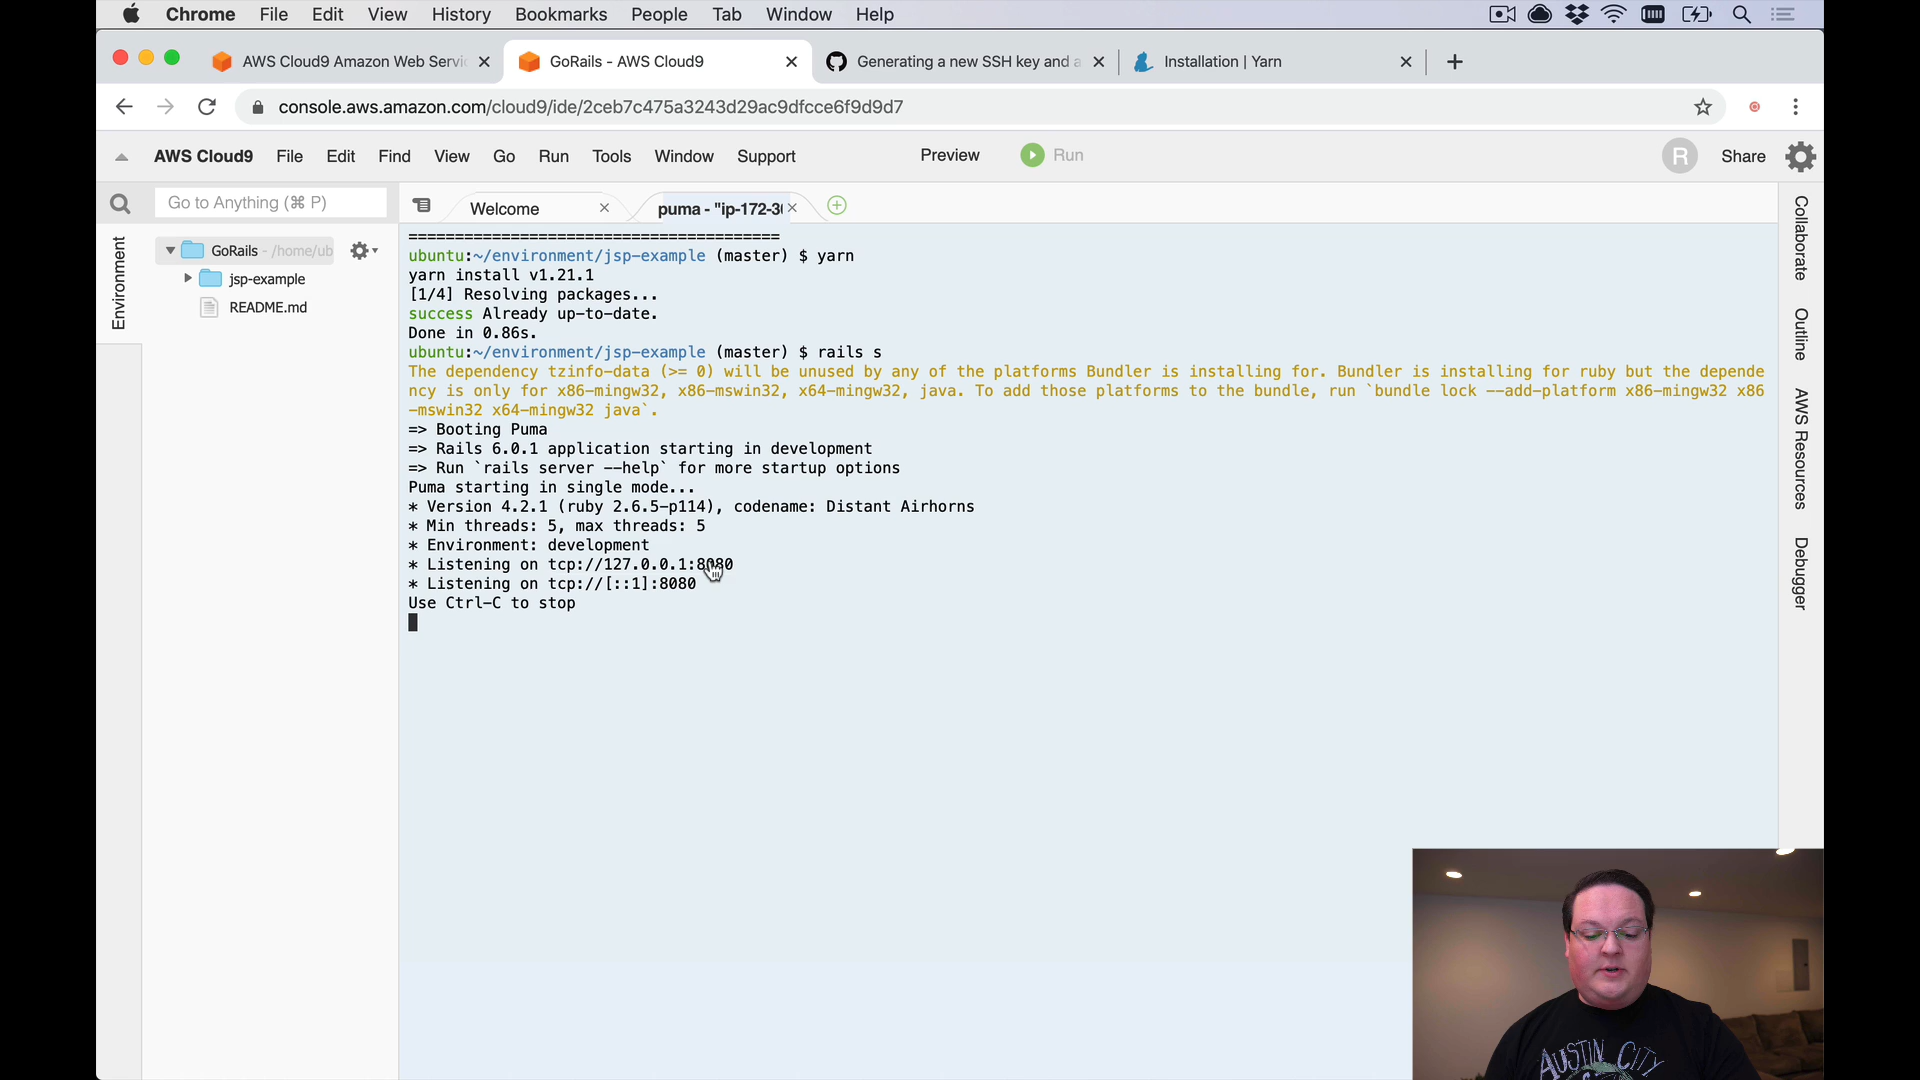 Chrome File Edit View History Bookmarks People Tab Window Help
AWS Cloud9 Amazon Web Servi
GoRails - AWS Cloud9
Generating a new SSH key and a
Installation | Yarn
console.aws.amazon.com/cloud9/ide/2ceb7c475a3243d29ac9dfcce6f9d9d7
AWS Cloud9 File Edit Find View Go Run Tools Window Support Preview Run R Share
Go to Anything (⌘ P)
Welcome
puma - "ip-172-30
Environment
GoRails - /home/ub
jsp-example
README.md
=======================================
ubuntu:~/environment/jsp-example (master) $ yarn
yarn install v1.21.1
[1/4] Resolving packages...
success Already up-to-date.
Done in 0.86s.
ubuntu:~/environment/jsp-example (master) $ rails s
The dependency tzinfo-data (>= 0) will be unused by any of the platforms Bundler is installing for. Bundler is installing for ruby but the depende
ncy is only for x86-mingw32, x86-mswin32, x64-mingw32, java. To add those platforms to the bundle, run `bundle lock --add-platform x86-mingw32 x86
-mswin32 x64-mingw32 java`.
=> Booting Puma
=> Rails 6.0.1 application starting in development
=> Run `rails server --help` for more startup options
Puma starting in single mode...
* Version 4.2.1 (ruby 2.6.5-p114), codename: Distant Airhorns
* Min threads: 5, max threads: 5
* Environment: development
* Listening on tcp://127.0.0.1:8080
* Listening on tcp://[::1]:8080
Use Ctrl-C to stop
Collaborate
Outline
AWS Resources
Debugger
AUSTIN CITY